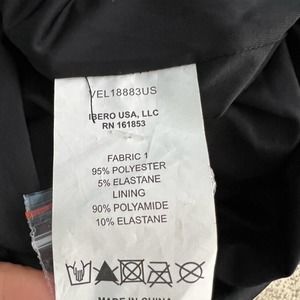 VEL18883US
IBERO USA, LLC
RN 161853
FABRIC 1
95% POLYESTER
5% ELASTANE
LINING
90% POLYAMIDE
10% ELASTANE
MADE IN CHINA